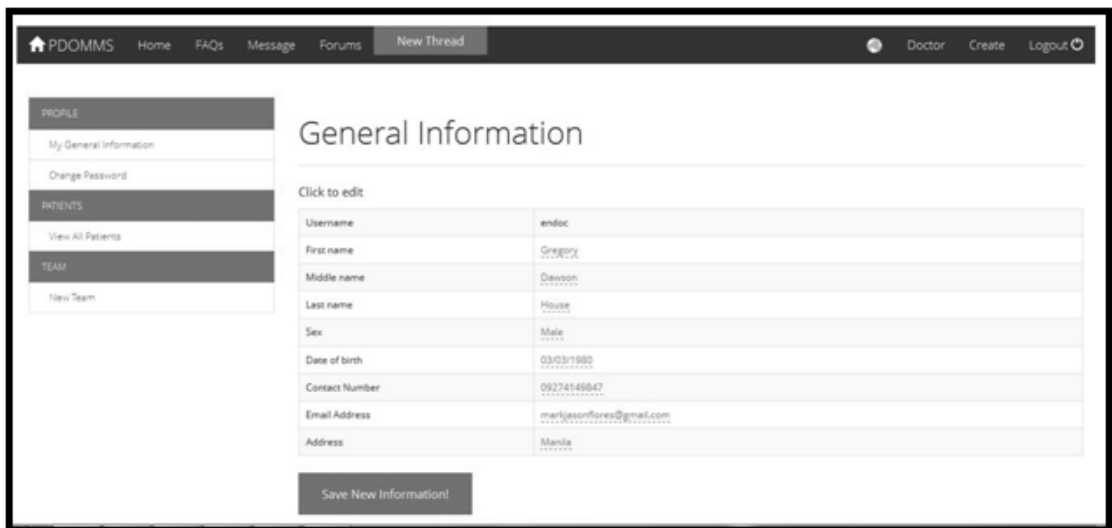 PDOMMS Home FAQs Message Forums New Thread Doctor Create Logout
PROFILE
My General Information
Change Password
PATIENTS
View All Patients
TEAM
New Team
General Information
Click to edit
Username endoc
First name Gregory
Middle name Dawson
Last name House
Sex Male
Date of birth 03/03/1980
Contact Number 09274149847
Email Address markjasonflores@gmail.com
Address Manila
Save New Information!